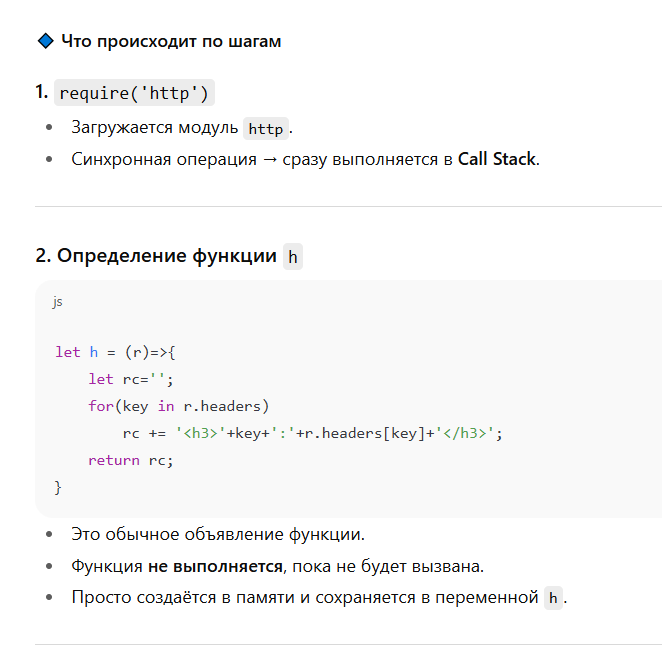 Что происходит по шагам
1. require('http')
• Загружается модуль http.
• Синхронная операция → сразу выполняется в Call Stack.
2. Определение функции h
js
let h = (r)=>{
    let rc='';
    for(key in r.headers)
        rc += '<h3>'+key+':'+r.headers[key]+'</h3>';
    return rc;
}
• Это обычное объявление функции.
• Функция не выполняется, пока не будет вызвана.
• Просто создаётся в памяти и сохраняется в переменной h.